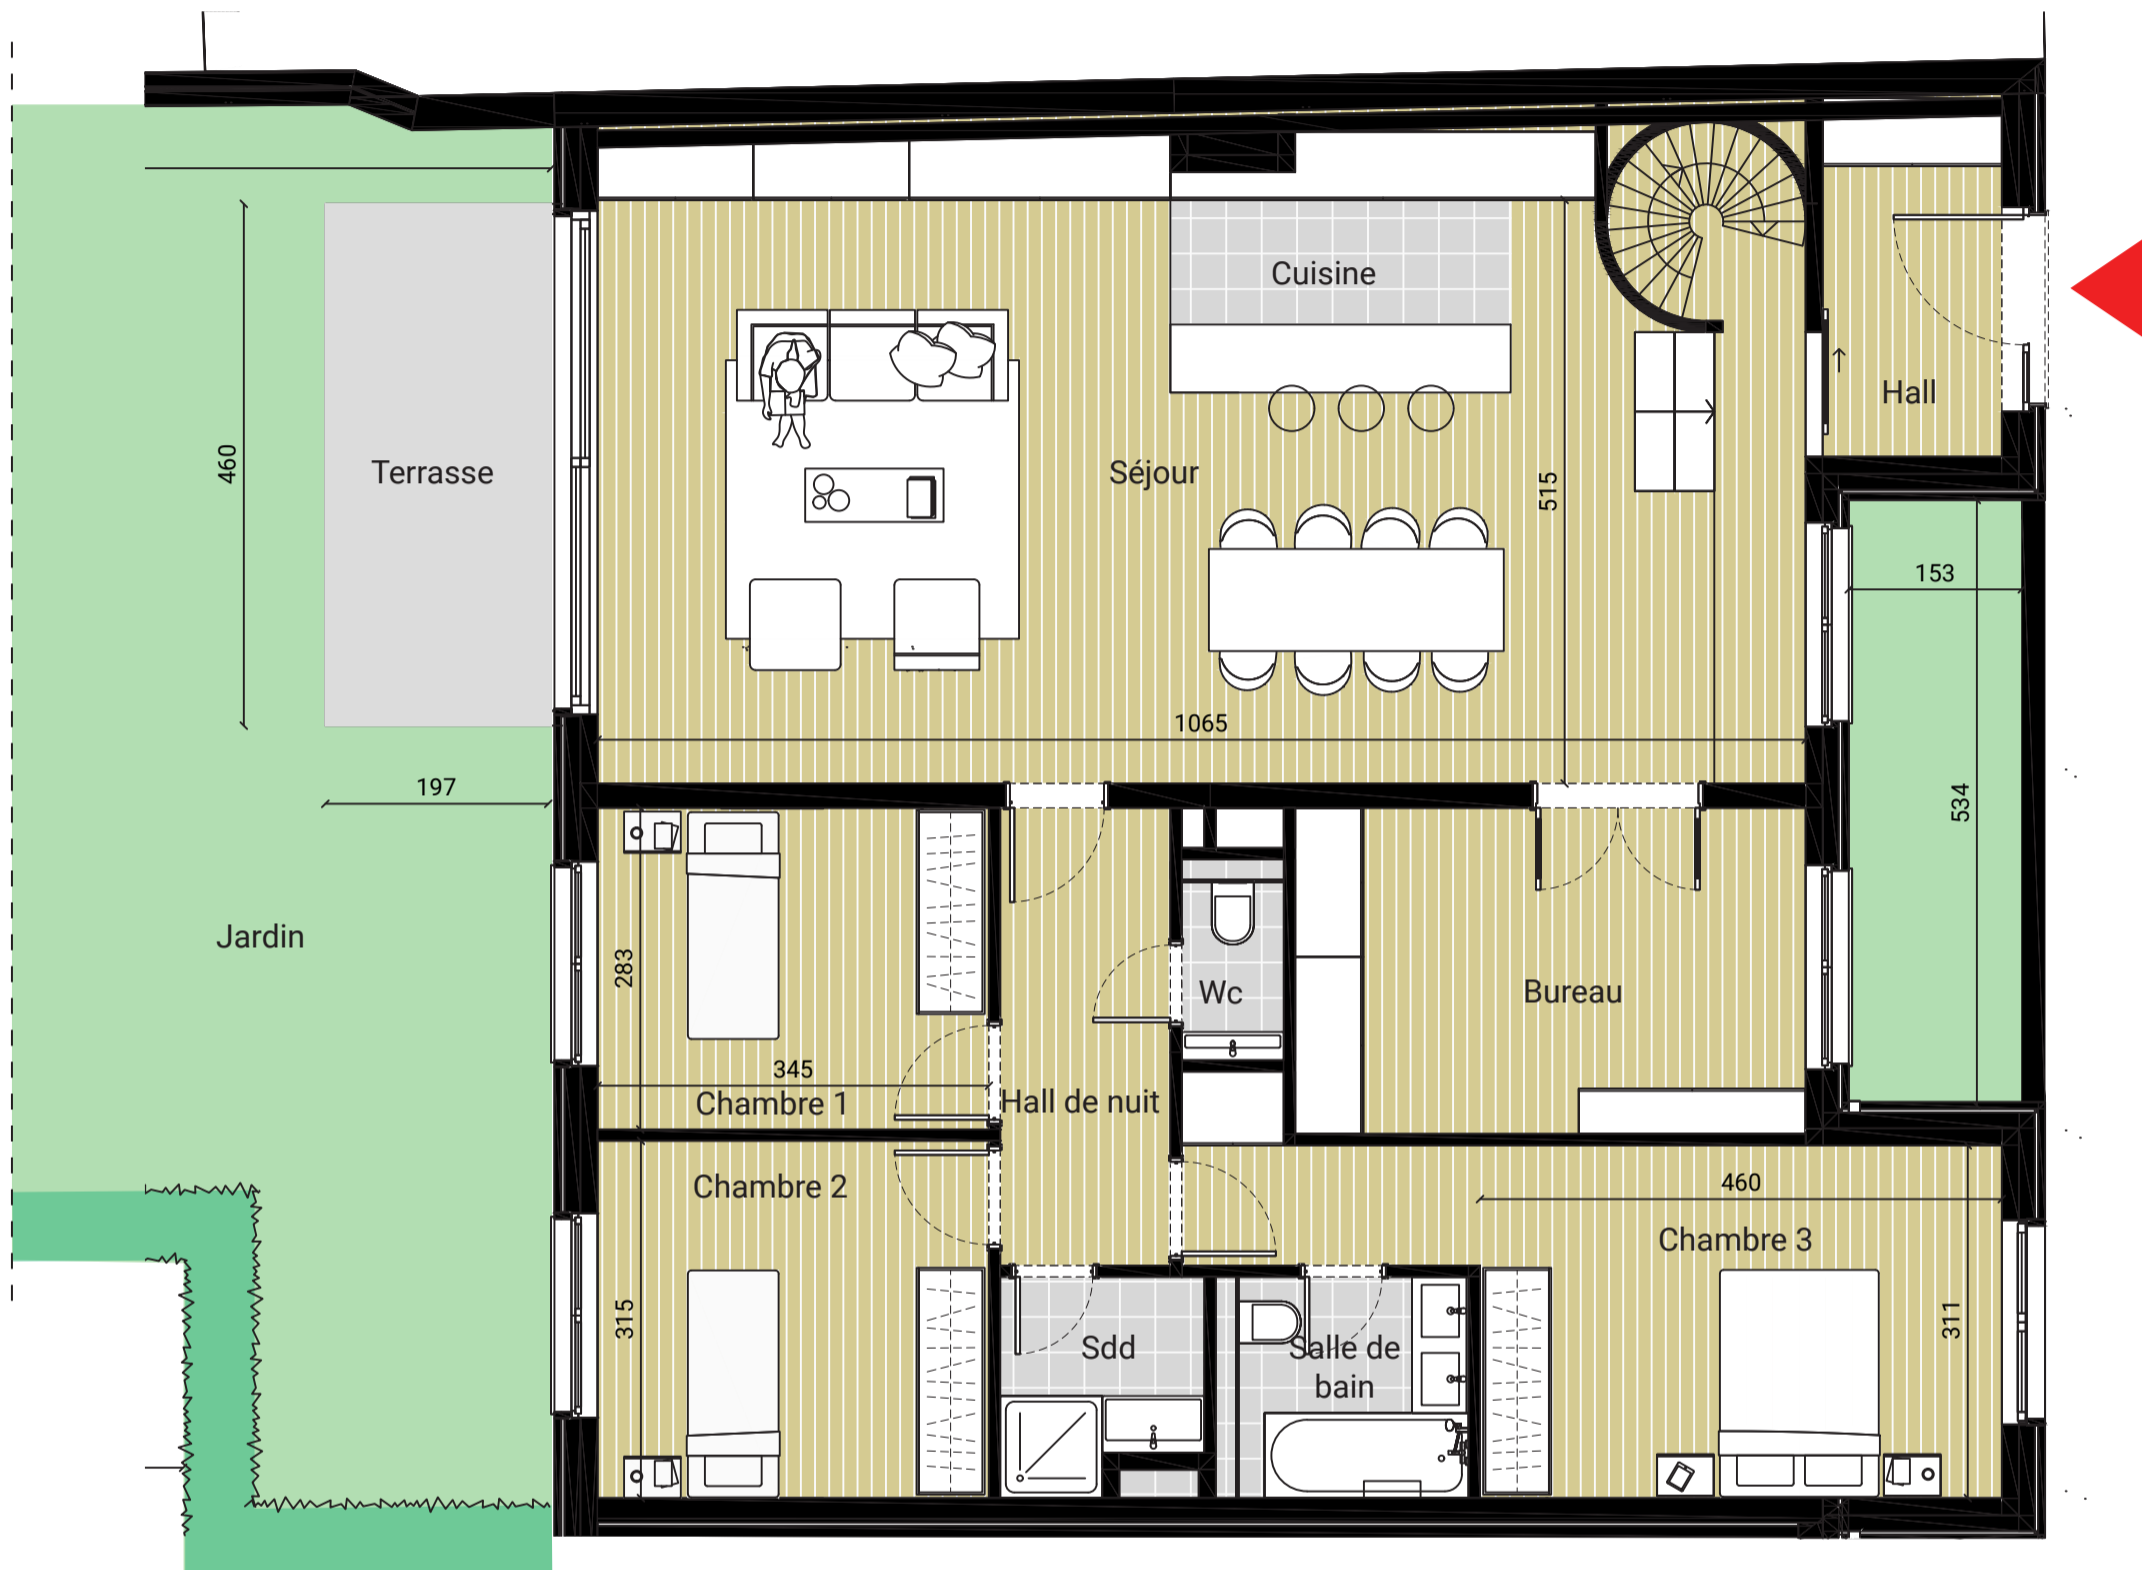 Cuisine
Hall
460
Terrasse
Séjour
515
153
1065
197
534
Jardin
283
Wc
Bureau
345
Chambre 1
Hall de nuit
Chambre 2
460
Chambre 3
315
311
Sdd
Salle de
bain